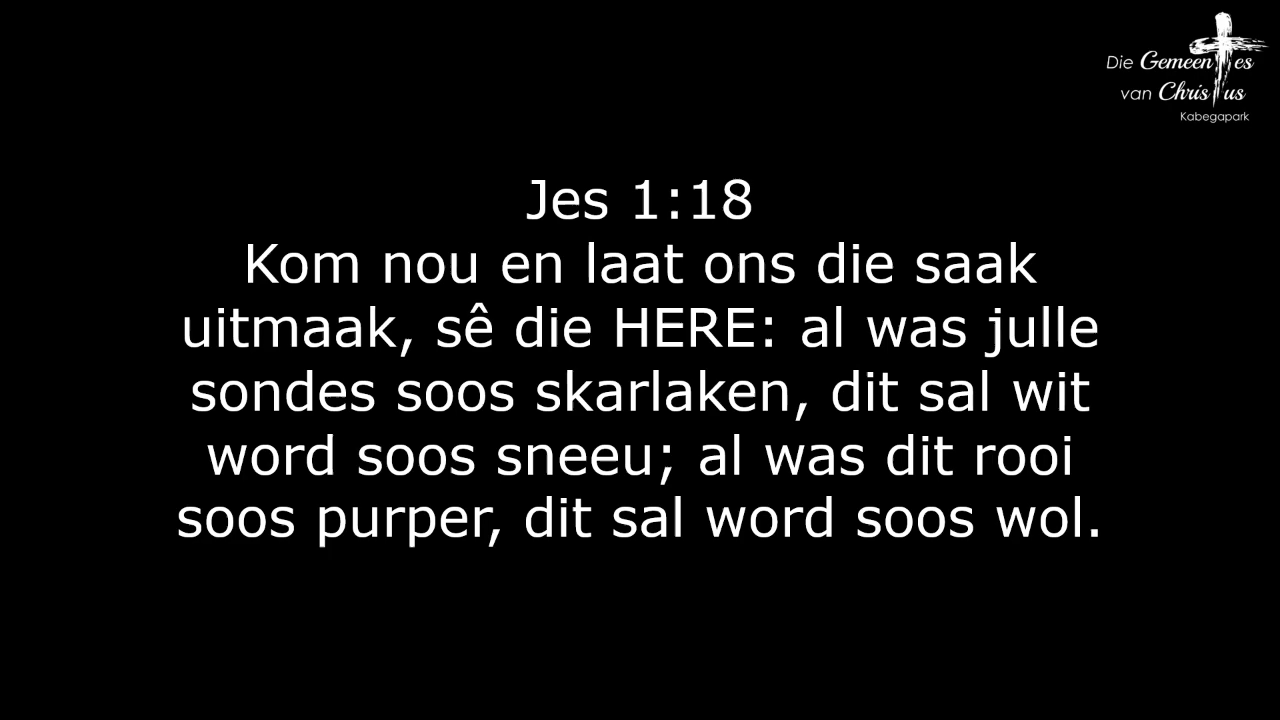 Die Gemeentes
van Christus
Kabegapark
Jes 1:18
Kom nou en laat ons die saak
uitmaak, sê die HERE: al was julle
sondes soos skarlaken, dit sal wit
word soos sneeu; al was dit rooi
soos purper, dit sal word soos wol.